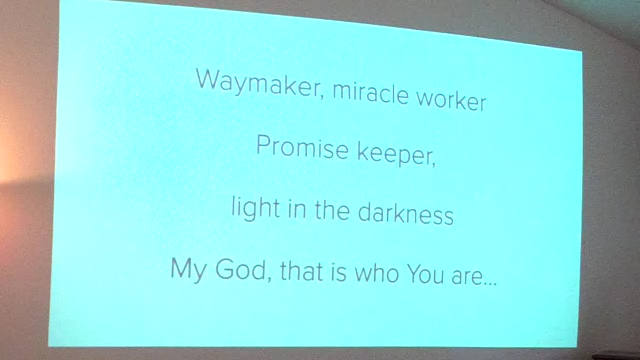 Waymaker, miracle worker
Promise keeper,
light in the darkness
My God, that is who You are...